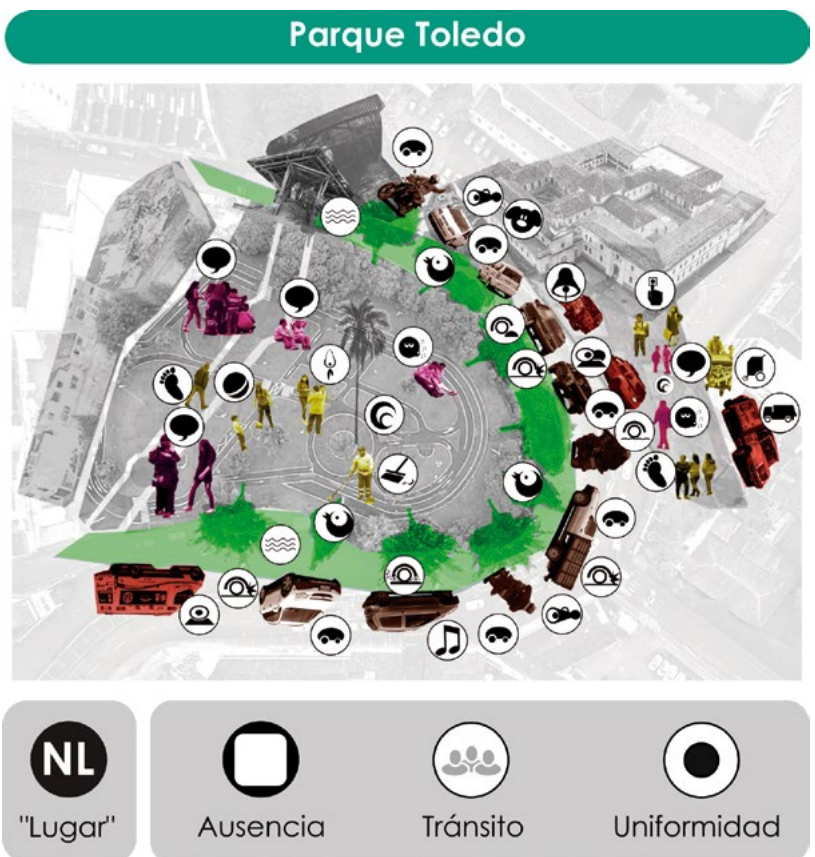 Parque Toledo
NL
"Lugar"
Ausencia
Tránsito
Uniformidad